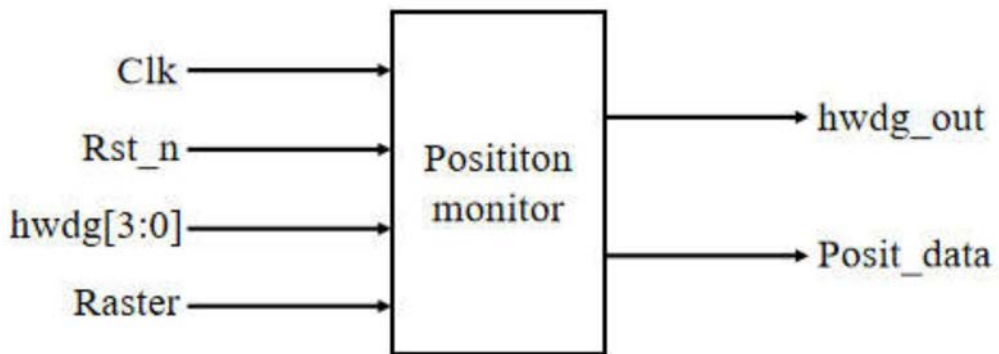 Clk
Rst_n
hwdg[3:0]
Raster
Posititon
monitor
hwdg_out
Posit_data